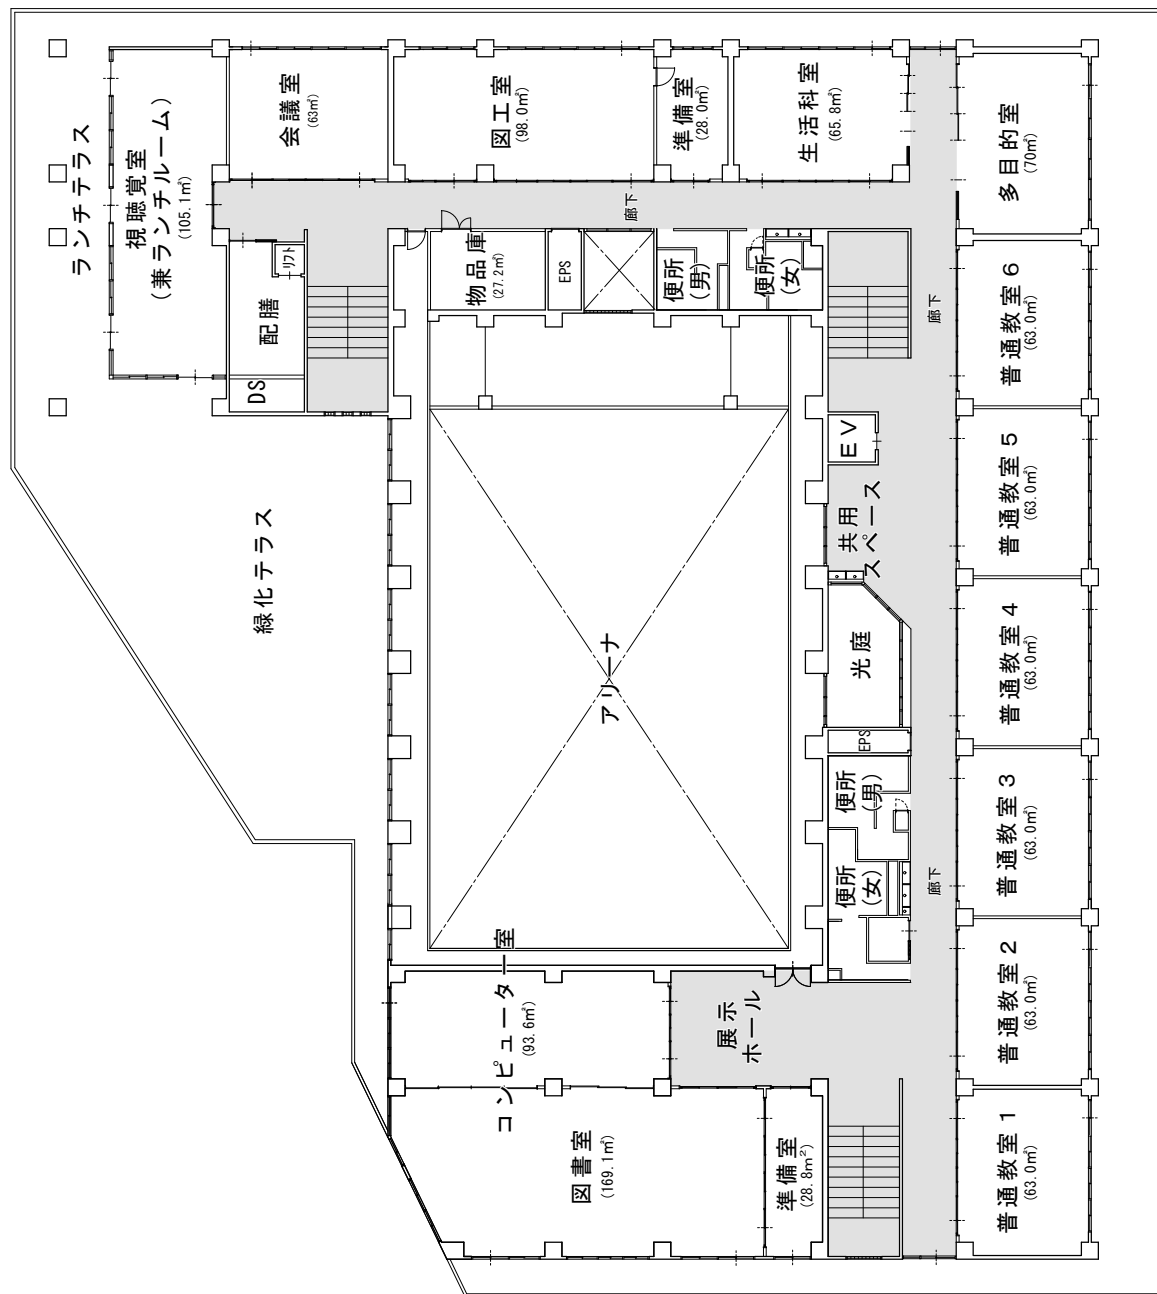 ランチテラス
視聴覚室
(兼ランチルーム)
(105.1㎡)
会議室
(63㎡)
図工室
(98.0㎡)
準備室
(28.0㎡)
生活科室
(65.8㎡)
多目的室
(70㎡)
廊下
リフト
配膳
DS
物品庫
(27.2㎡)
EPS
便所
(男)
便所
(女)
廊下
普通教室6
(63.0㎡)
EV
普通教室5
(63.0㎡)
共用
スペース
緑化テラス
アリーナ
光庭
普通教室4
(63.0㎡)
EPS
便所
(男)
普通教室3
(63.0㎡)
便所
(女)
廊下
コンピューター室
(93.6㎡)
展示
ホール
普通教室2
(63.0㎡)
図書室
(169.1㎡)
準備室
(28.8m²)
普通教室1
(63.0㎡)